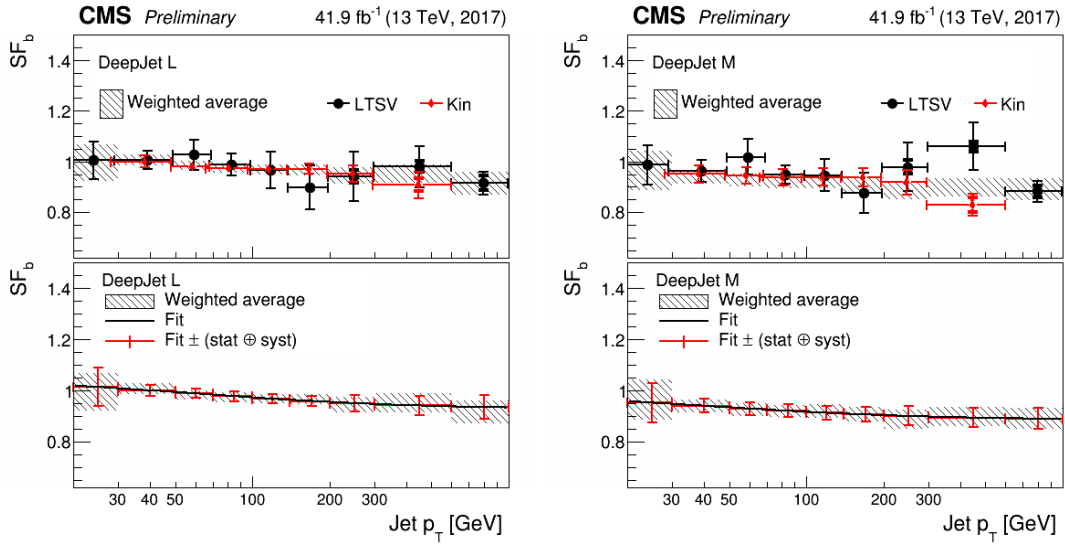 CMS Preliminary 41.9 fb⁻¹ (13 TeV, 2017)
SF_b
DeepJet L
Weighted average LTSV Kin
1.4
1.2
1
0.8
SF_b
DeepJet L
Weighted average
Fit
Fit ± (stat ⊕ syst)
1.4
1.2
1
0.8
30 40 50 100 200 300
Jet p_T [GeV]
CMS Preliminary 41.9 fb⁻¹ (13 TeV, 2017)
SF_b
DeepJet M
Weighted average LTSV Kin
1.4
1.2
1
0.8
SF_b
DeepJet M
Weighted average
Fit
Fit ± (stat ⊕ syst)
1.4
1.2
1
0.8
30 40 50 100 200 300
Jet p_T [GeV]